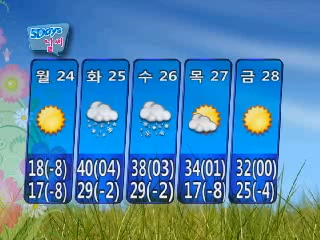 5Days
날씨
월 24 화 25 수 26 목 27 금 28
18(-8) 40(04) 38(03) 34(01) 32(00)
17(-8) 29(-2) 29(-2) 17(-8) 25(-4)